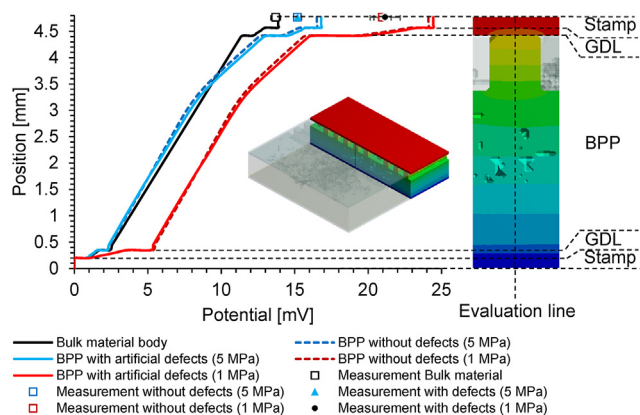 4.5
3.5
3
2.5
2
1.5
1
0.5
0
Position [mm]
0
5
10
15
20
25
Potential [mV]
Stamp
GDL
BPP
GDL
Stamp
Evaluation line
Bulk material body
BPP with artificial defects (5 MPa)
BPP with artificial defects (1 MPa)
Measurement without defects (5 MPa)
Measurement without defects (1 MPa)
BPP without defects (5 MPa)
BPP without defects (1 MPa)
Measurement Bulk material
Measurement with defects (5 MPa)
Measurement with defects (1 MPa)